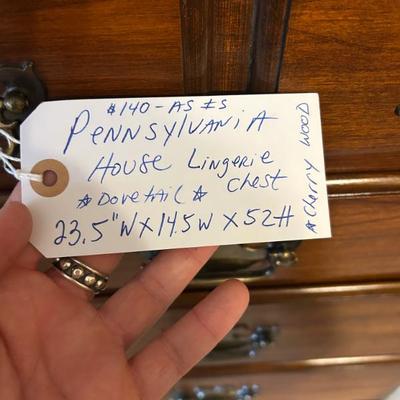 $140 - AS IS
PENNSYlVANiA
HOUSE LINGERiE
☆ DOVEtAiL ☆ CHEST
23.5"W X 14.5W X 52H
☆ CHERRY WOOD